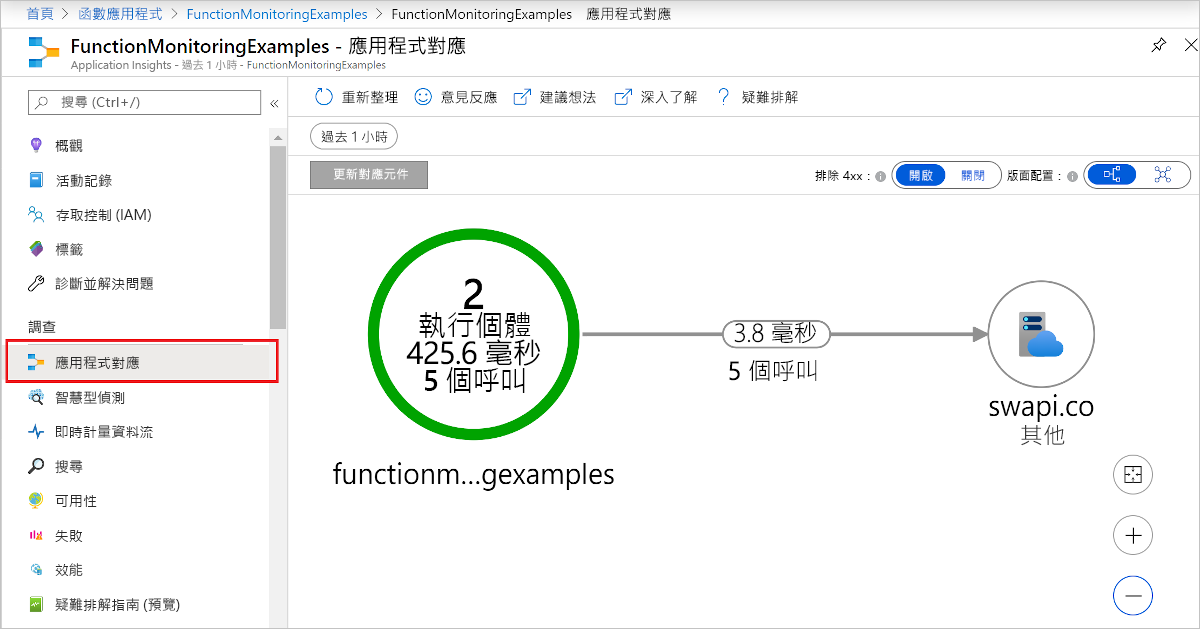 首頁 > 函數應用程式 > FunctionMonitoringExamples > FunctionMonitoringExamples 應用程式對應
FunctionMonitoringExamples - 應用程式對應
Application Insights - 過去 1 小時 - FunctionMonitoringExamples
搜尋 (Ctrl+/)
«
概觀
活動記錄
存取控制 (IAM)
標籤
診斷並解決問題
調查
應用程式對應
智慧型偵測
即時計量資料流
搜尋
可用性
失敗
效能
疑難排解指南 (預覽)
重新整理 意見反應 建議想法 深入了解 ? 疑難排解
過去 1 小時
更新對應元件
排除 4xx： 開啟 關閉 版面配置：
2
執行個體
425.6 毫秒
5 個呼叫
functionm...gexamples
3.8 毫秒
5 個呼叫
swapi.co
其他